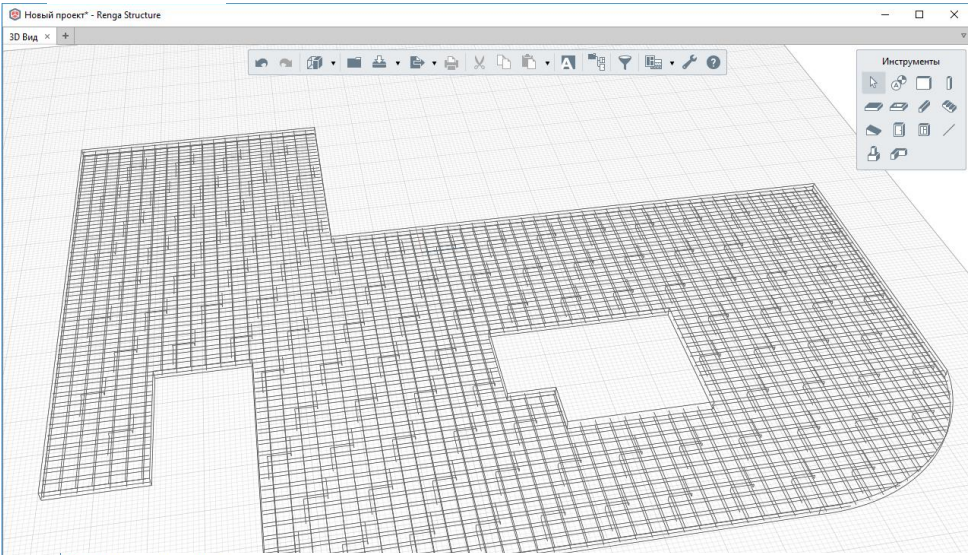 Новый проект* - Renga Structure
3D Вид × +
Инструменты